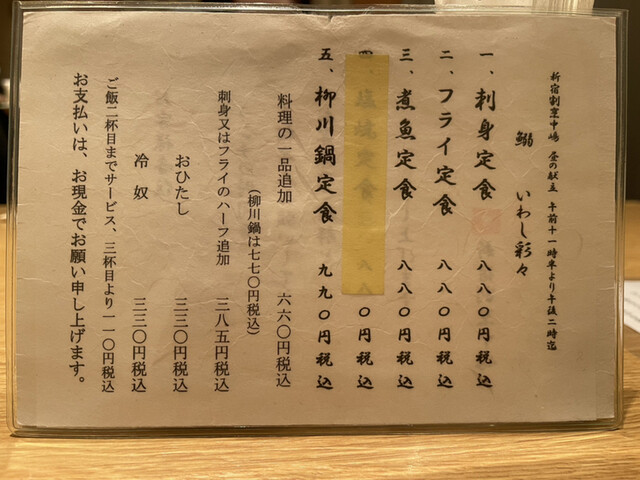 新宿割烹中嶋 昼の献立 午前十一時半より午後二時迄
鰯 いわし彩々
一、刺身定食 八八〇円税込
二、フライ定食 八八〇円税込
三、煮魚定食 八八〇円税込
四、塩焼定食 八八〇円税込
五、柳川鍋定食 九九〇円税込
料理の一品追加 六六〇円税込
(柳川鍋は七七〇円税込)
刺身又はフライのハーフ追加 三八五円税込
おひたし 三三〇円税込
冷奴 三三〇円税込
ご飯二杯目までサービス、三杯目より一一〇円税込
お支払いは、お現金でお願い申し上げます。